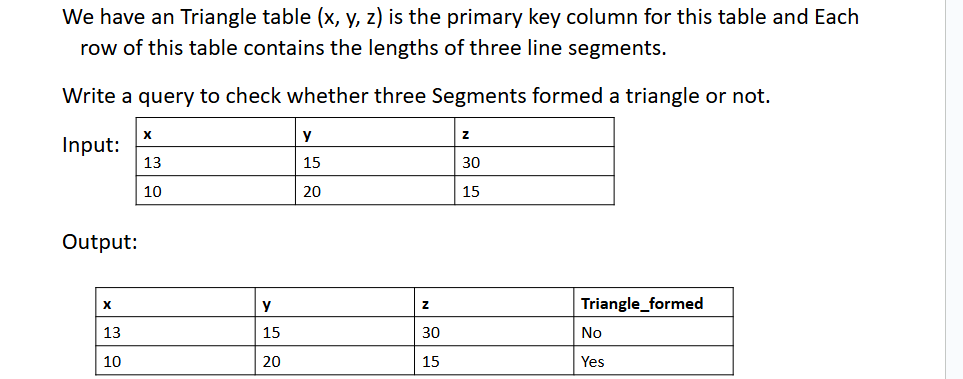 We have an Triangle table (x, y, z) is the primary key column for this table and Each
row of this table contains the lengths of three line segments.
Write a query to check whether three Segments formed a triangle or not.
Input:
x y z
13 15 30
10 20 15
Output:
x y z Triangle_formed
13 15 30 No
10 20 15 Yes